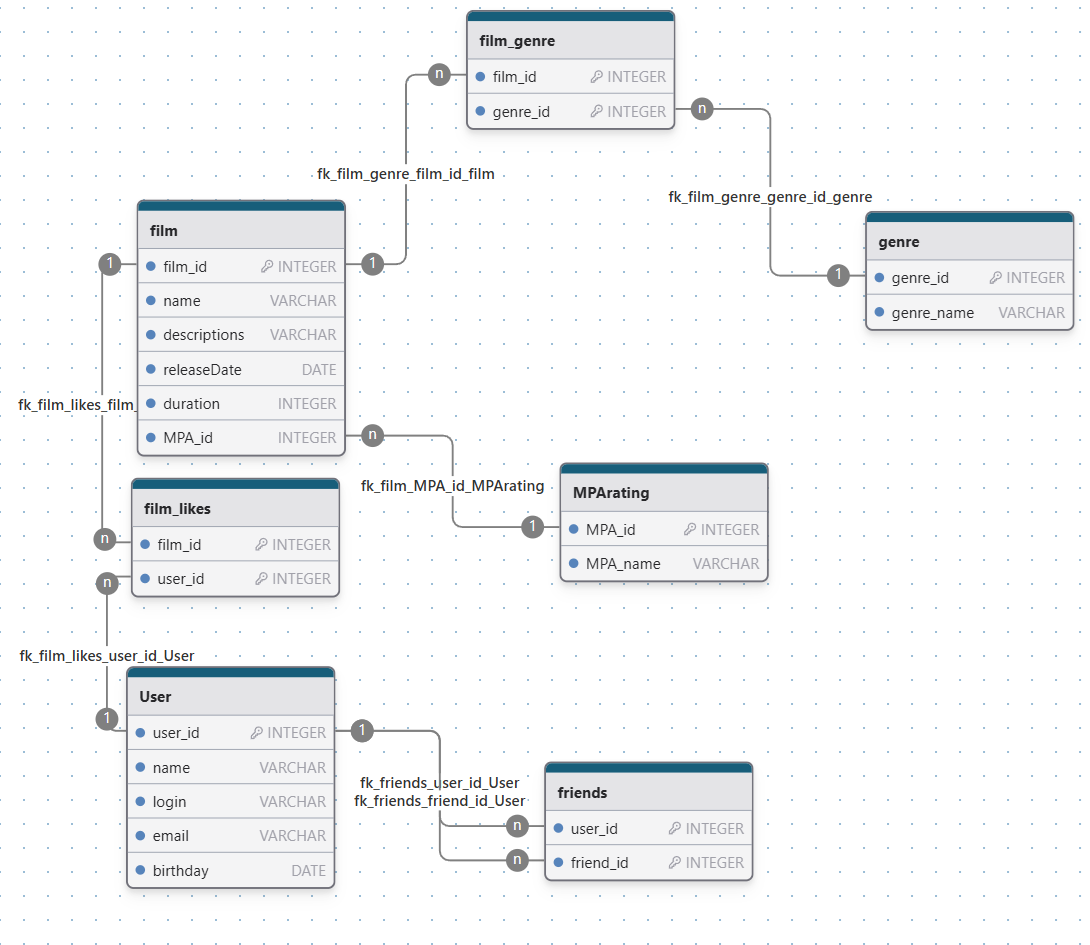 film_genre
film_id INTEGER
genre_id INTEGER
n
n
fk_film_genre_film_id_film
fk_film_genre_genre_id_genre
film
film_id INTEGER
name VARCHAR
descriptions VARCHAR
releaseDate DATE
duration INTEGER
MPA_id INTEGER
1
1
genre
genre_id INTEGER
genre_name VARCHAR
1
fk_film_likes_film_
n
fk_film_MPA_id_MPArating
1
MPArating
MPA_id INTEGER
MPA_name VARCHAR
film_likes
film_id INTEGER
user_id INTEGER
n
n
fk_film_likes_user_id_User
User
user_id INTEGER
name VARCHAR
login VARCHAR
email VARCHAR
birthday DATE
1
1
fk_friends_user_id_User
fk_friends_friend_id_User
n
n
friends
user_id INTEGER
friend_id INTEGER